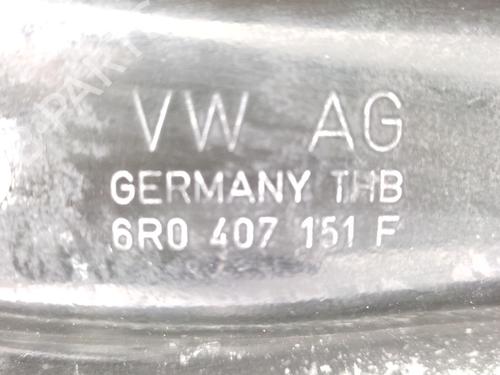 VW AG
GERMANY THB
6R0 407 151 F